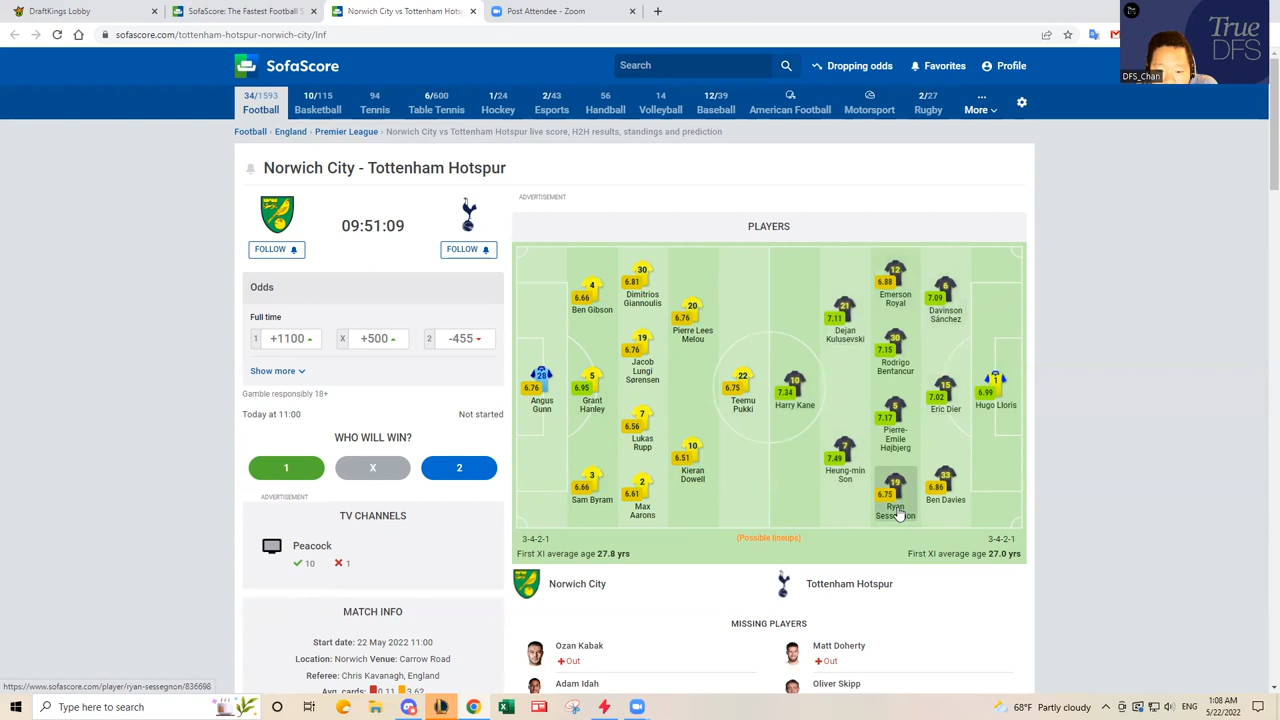 DraftKings Lobby
SofaScore: The Fastest Football S
Norwich City vs Tottenham Hots
Post Attendee - Zoom
sofascore.com/tottenham-hotspur-norwich-city/Inf
True
DFS
DFS_Chan
SofaScore
Search
Dropping odds
Favorites
Profile
34/1593
Football
10/115
Basketball
94
Tennis
6/600
Table Tennis
1/24
Hockey
2/43
Esports
56
Handball
14
Volleyball
12/39
Baseball
American Football
Motorsport
2/27
Rugby
...
More
Football
England
Premier League
Norwich City vs Tottenham Hotspur live score, H2H results, standings and prediction
Norwich City - Tottenham Hotspur
09:51:09
FOLLOW
FOLLOW
Odds
Full time
1 +1100
X +500
2 -455
Show more
Gamble responsibly 18+
Today at 11:00
Not started
WHO WILL WIN?
1
X
2
ADVERTISEMENT
TV CHANNELS
Peacock
10
1
MATCH INFO
Start date: 22 May 2022 11:00
Location: Norwich Venue: Carrow Road
Referee: Chris Kavanagh, England
Avg. cards: 0.11 3.62
ADVERTISEMENT
PLAYERS
28
6.76
Angus
Gunn
4
6.66
Ben Gibson
5
6.95
Grant
Hanley
3
6.66
Sam Byram
30
6.81
Dimitrios
Giannoulis
19
6.76
Jacob
Lungi
Sørensen
7
6.56
Lukas
Rupp
2
6.61
Max
Aarons
20
6.76
Pierre Lees
Melou
10
6.51
Kieran
Dowell
22
6.75
Teemu
Pukki
10
7.34
Harry Kane
21
7.11
Dejan
Kulusevski
7
7.49
Heung-min
Son
12
6.88
Emerson
Royal
30
7.15
Rodrigo
Bentancur
5
7.17
Pierre-
Emile
Højbjerg
19
6.75
Ryan
6
7.09
Davinson
Sánchez
15
7.02
Eric Dier
33
6.86
Ben Davies
1
6.99
Hugo Lloris
3-4-2-1
(Possible lineups)
3-4-2-1
First XI average age 27.8 yrs
First XI average age 27.0 yrs
Norwich City
Tottenham Hotspur
MISSING PLAYERS
Ozan Kabak
Out
Matt Doherty
Out
Adam Idah
Oliver Skipp
https://www.sofascore.com/player/ryan-sessegnon/836698
Type here to search
68°F Partly cloudy
ENG
1:08 AM
5/22/2022